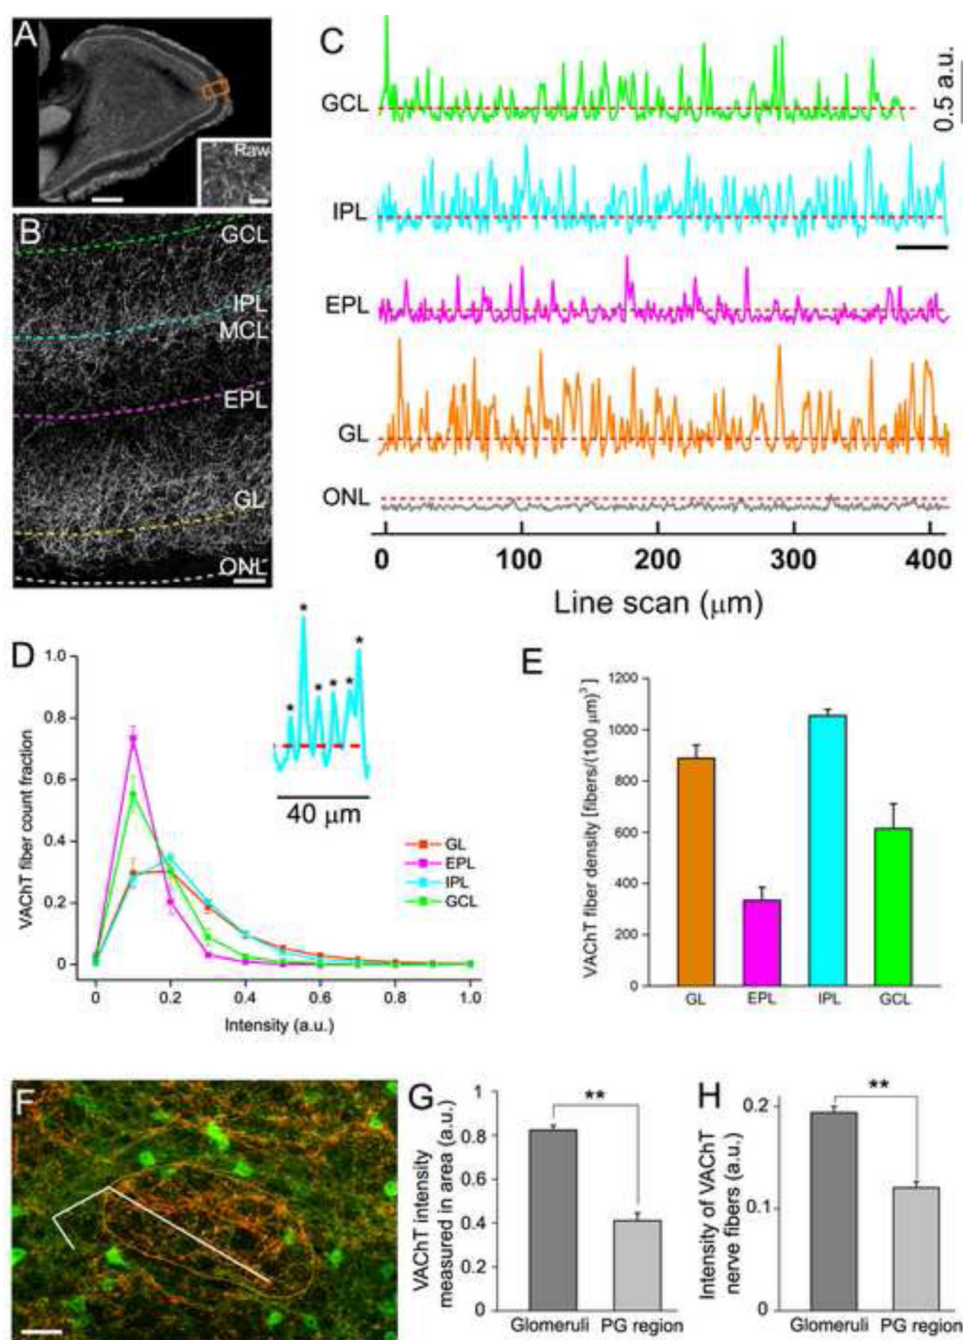 A
Raw
B
GCL
IPL
MCL
EPL
GL
ONL
C
GCL
IPL
EPL
GL
ONL
0.5 a.u.
0 100 200 300 400
Line scan (μm)
D
VAChT fiber count fraction
1.0
0.8
0.6
0.4
0.2
0
0 0.2 0.4 0.6 0.8 1.0
Intensity (a.u.)
* * * * * *
40 μm
GL
EPL
IPL
GCL
E
VAChT fiber density [fibers/(100 μm)³ ]
1200
1000
800
600
400
200
0
GL EPL IPL GCL
F
G
VAChT intensity
measured in area (a.u.)
1
0.8
0.6
0.4
0.2
0
**
Glomeruli PG region
H
Intensity of VAChT
nerve fibers (a.u.)
0.2
0.1
0
**
Glomeruli PG region